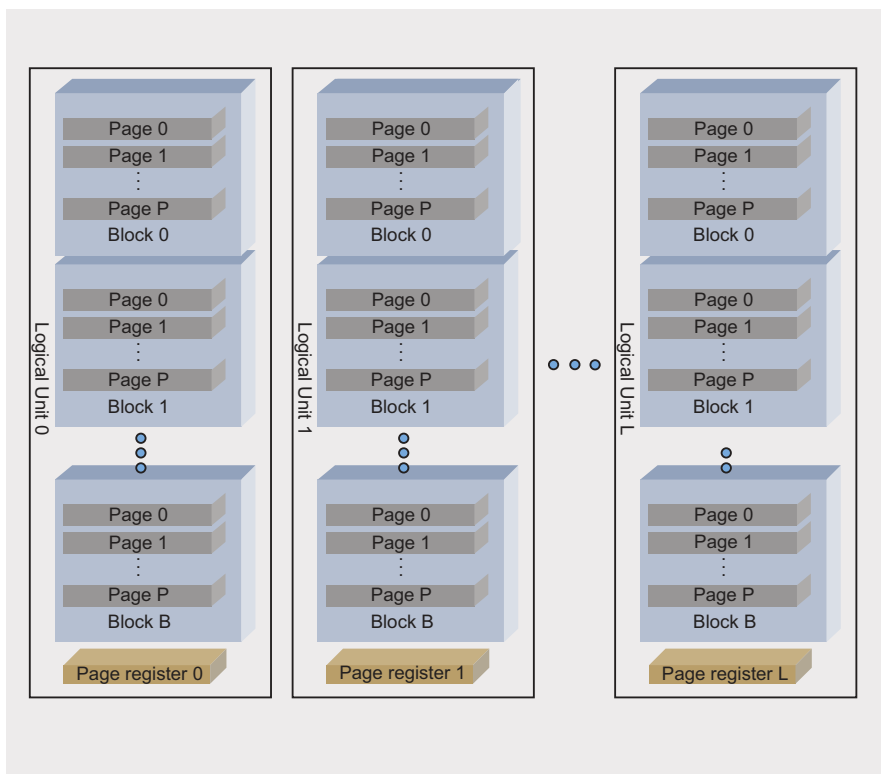 Logical Unit 0
Page 0
Page 1
Page P
Block 0
Page 0
Page 1
Page P
Block 1
Page 0
Page 1
Page P
Block B
Page register 0
Logical Unit 1
Page 0
Page 1
Page P
Block 0
Page 0
Page 1
Page P
Block 1
Page 0
Page 1
Page P
Block B
Page register 1
Logical Unit L
Page 0
Page 1
Page P
Block 0
Page 0
Page 1
Page P
Block 1
Page 0
Page 1
Page P
Block B
Page register L